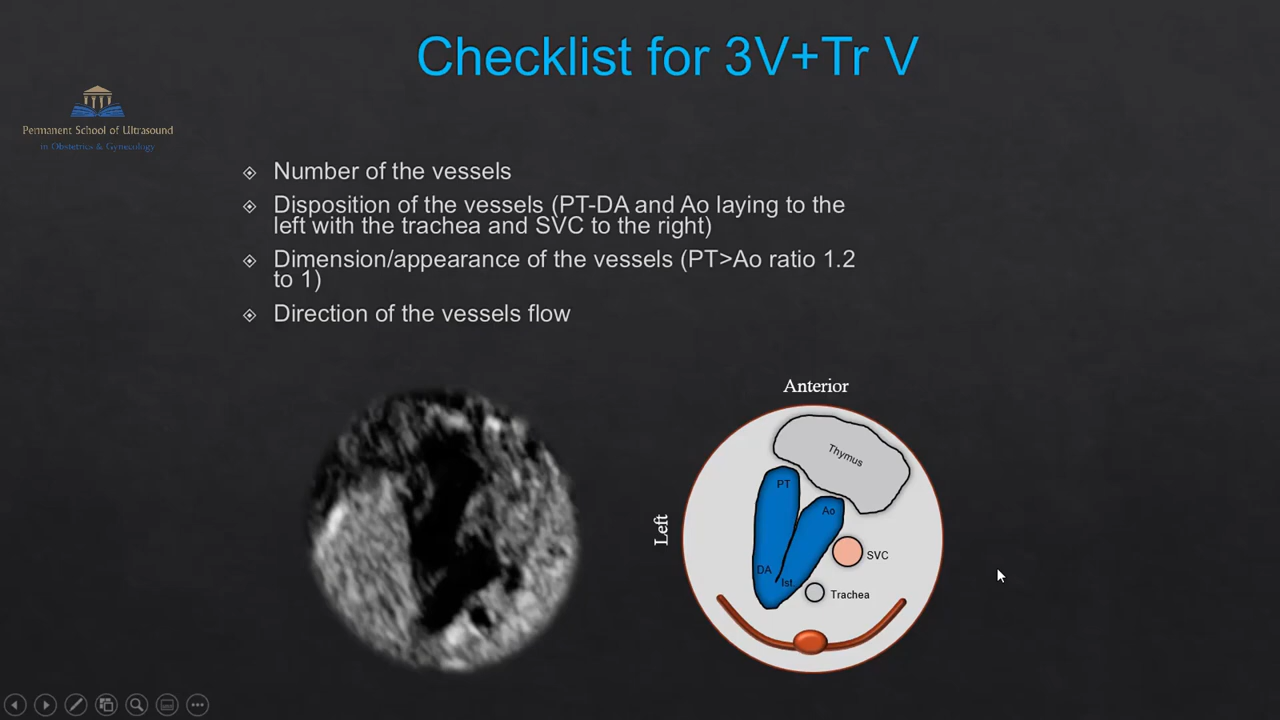 Checklist for 3V+Tr V
Permanent School of Ultrasound
in Obstetrics & Gynecology
Number of the vessels
Disposition of the vessels (PT-DA and Ao laying to the
left with the trachea and SVC to the right)
Dimension/appearance of the vessels (PT>Ao ratio 1.2
to 1)
Direction of the vessels flow
Anterior
Left
Thymus
PT
Ao
SVC
DA
Ist.
Trachea